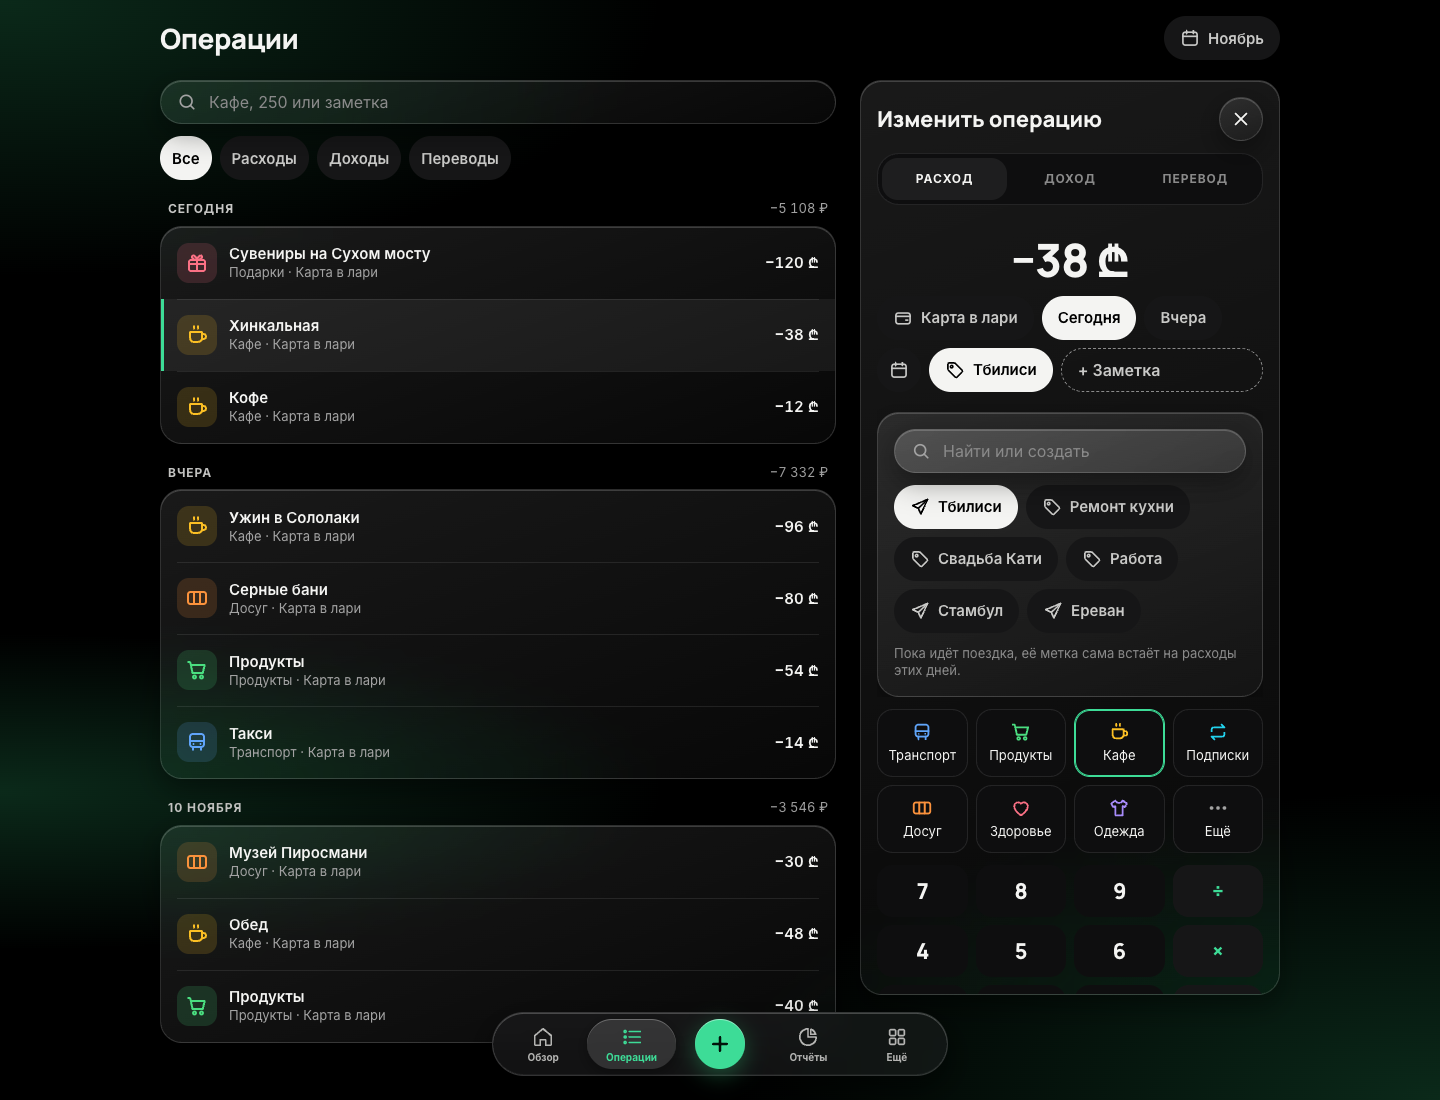 Операции
Ноябрь
Кафе, 250 или заметка
Все
Расходы
Доходы
Переводы
СЕГОДНЯ
−5 108 ₽
Сувениры на Сухом мосту
Подарки · Карта в лари
−120 ₾
Хинкальная
Кафе · Карта в лари
−38 ₾
Кофе
Кафе · Карта в лари
−12 ₾
ВЧЕРА
−7 332 ₽
Ужин в Сололаки
Кафе · Карта в лари
−96 ₾
Серные бани
Досуг · Карта в лари
−80 ₾
Продукты
Продукты · Карта в лари
−54 ₾
Такси
Транспорт · Карта в лари
−14 ₾
10 НОЯБРЯ
−3 546 ₽
Музей Пиросмани
Досуг · Карта в лари
−30 ₾
Обед
Кафе · Карта в лари
−48 ₾
Продукты
Продукты · Карта в лари
−40 ₾
Изменить операцию
РАСХОД
ДОХОД
ПЕРЕВОД
−38 ₾
Карта в лари
Сегодня
Вчера
Тбилиси
+ Заметка
Найти или создать
Тбилиси
Ремонт кухни
Свадьба Кати
Работа
Стамбул
Ереван
Пока идёт поездка, её метка сама встаёт на расходы
этих дней.
Транспорт
Продукты
Кафе
Подписки
Досуг
Здоровье
Одежда
Ещё
7
8
9
÷
4
5
6
×
Обзор
Операции
Отчёты
Ещё